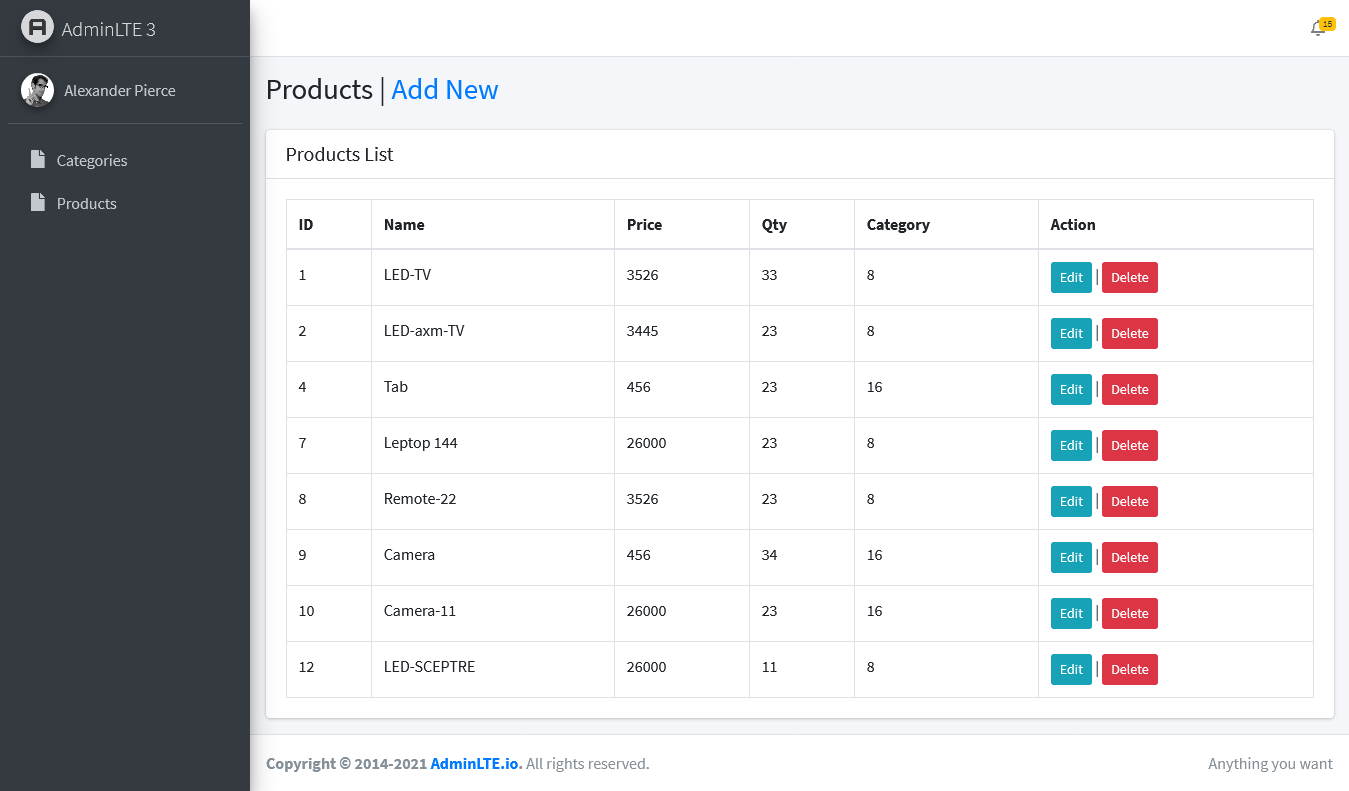 AdminLTE 3
15
Alexander Pierce
Categories
Products
Products | Add New
Products List
ID Name Price Qty Category Action
1 LED-TV 3526 33 8 Edit | Delete
2 LED-axm-TV 3445 23 8 Edit | Delete
4 Tab 456 23 16 Edit | Delete
7 Leptop 144 26000 23 8 Edit | Delete
8 Remote-22 3526 23 8 Edit | Delete
9 Camera 456 34 16 Edit | Delete
10 Camera-11 26000 23 16 Edit | Delete
12 LED-SCEPTRE 26000 11 8 Edit | Delete
Copyright © 2014-2021 AdminLTE.io. All rights reserved. Anything you want